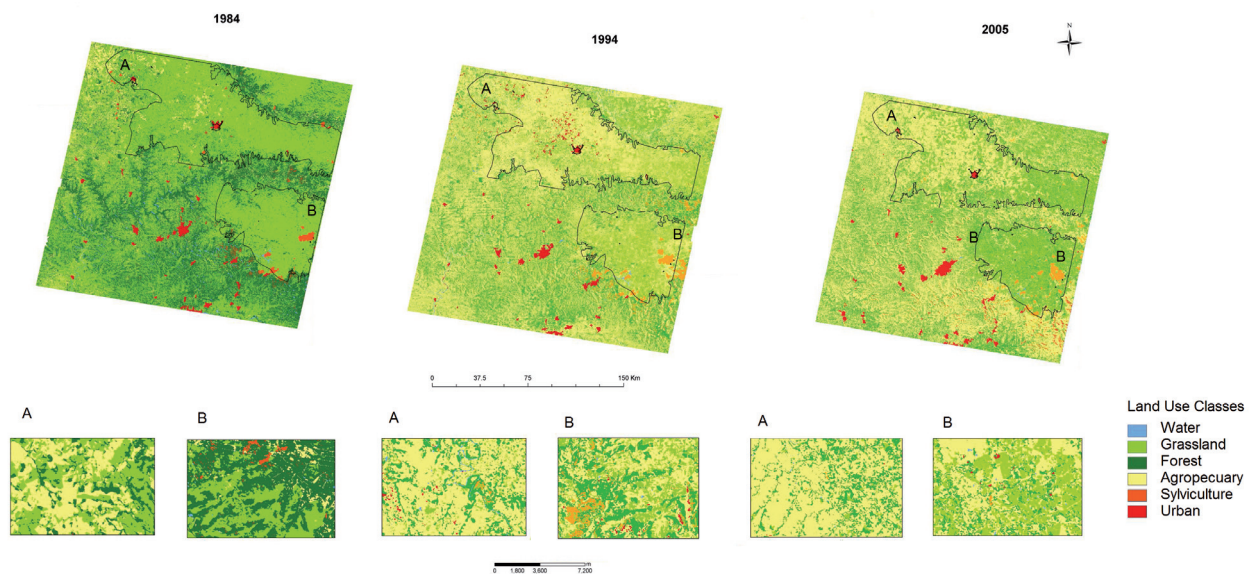 1984
1994
2005
N
A
B
A
B
A
B
B
0 37.5 75 150 Km
A
B
A
B
A
B
Land Use Classes
Water
Grassland
Forest
Agropecuary
Sylviculture
Urban
0 1.800 3.600 7.200